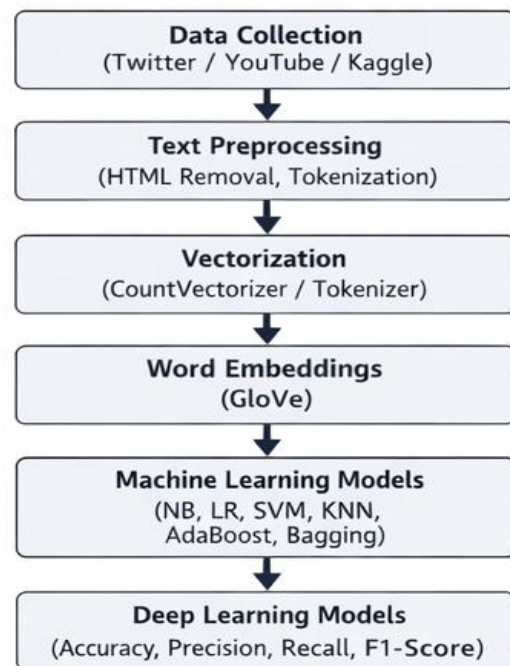 Data Collection
(Twitter / YouTube / Kaggle)
Text Preprocessing
(HTML Removal, Tokenization)
Vectorization
(CountVectorizer / Tokenizer)
Word Embeddings
(GloVe)
Machine Learning Models
(NB, LR, SVM, KNN,
AdaBoost, Bagging)
Deep Learning Models
(Accuracy, Precision, Recall, F1-Score)